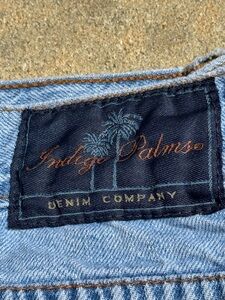 Indigo Palms®
DENIM COMPANY